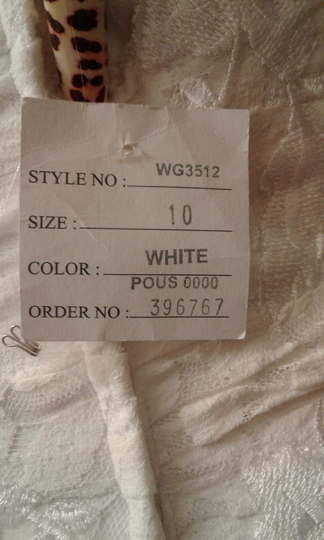 STYLE NO : WG3512
SIZE : 10
COLOR : WHITE
POUS 0000
ORDER NO : 396767